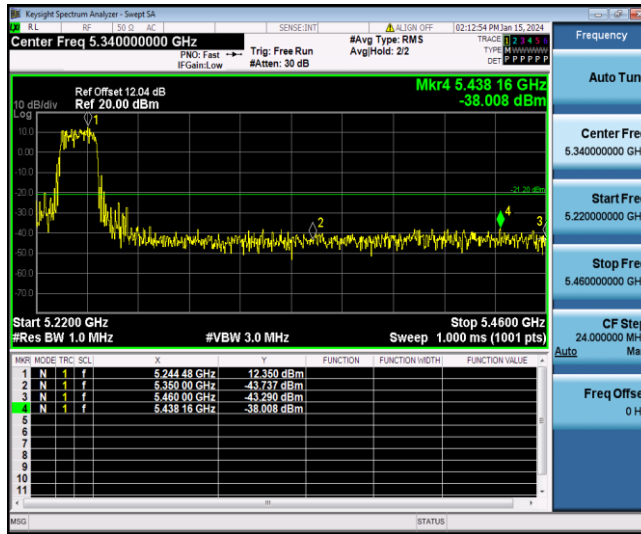 Keysight Spectrum Analyzer - Swept SA
RL RF 50 Ω AC SENSE:INT ALIGN OFF 02:12:54 PM Jan 15, 2024
Center Freq 5.340000000 GHz #Avg Type: RMS TRACE 1 2 3 4 5 6
PNO: Fast Trig: Free Run Avg|Hold: 2/2 TYPE M WWWWW
IFGain:Low #Atten: 30 dB DET P P P P P P
Mkr4 5.438 16 GHz
-38.008 dBm
Ref Offset 12.04 dB
10 dB/div Ref 20.00 dBm
Log
1
10.0
0.00
-10.0
-20.0
-21.20 dBm
-30.0
4
2
3
-40.0
-50.0
-60.0
-70.0
Start 5.2200 GHz Stop 5.4600 GHz
#Res BW 1.0 MHz #VBW 3.0 MHz Sweep 1.000 ms (1001 pts)
MKR MODE TRC SCL X Y FUNCTION FUNCTION WIDTH FUNCTION VALUE
1 N 1 f 5.244 48 GHz 12.350 dBm
2 N 1 f 5.350 00 GHz -43.737 dBm
3 N 1 f 5.460 00 GHz -43.290 dBm
4 N 1 f 5.438 16 GHz -38.008 dBm
5
6
7
8
9
10
11
MSG STATUS
Frequency
Auto Tun
Center Fre
5.340000000 GH
Start Fre
5.220000000 GH
Stop Fre
5.460000000 GH
CF Ste
24.000000 MH
Auto Ma
Freq Offse
0 H